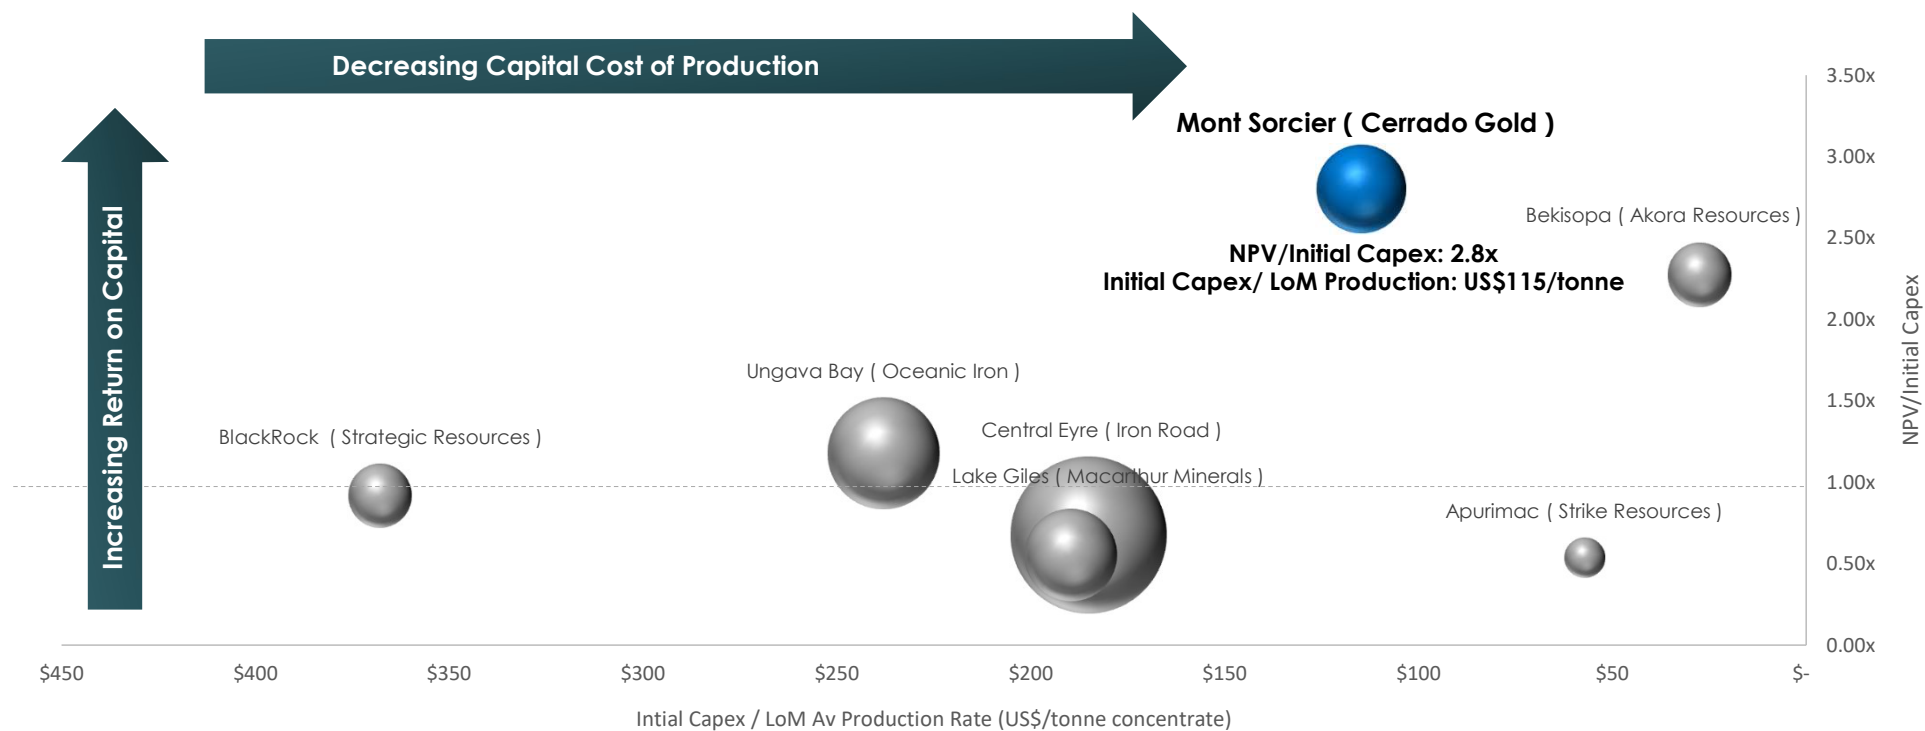 Decreasing Capital Cost of Production
Increasing Return on Capital
Mont Sorcier ( Cerrado Gold )
NPV/Initial Capex: 2.8x
Initial Capex/ LoM Production: US$115/tonne
Bekisopa ( Akora Resources )
Ungava Bay ( Oceanic Iron )
Central Eyre ( Iron Road )
BlackRock ( Strategic Resources )
Lake Giles ( Macarthur Minerals )
Apurimac ( Strike Resources )
3.50x
3.00x
2.50x
2.00x
1.50x
1.00x
0.50x
0.00x
NPV/Initial Capex
$450 $400 $350 $300 $250 $200 $150 $100 $50 $-
Intial Capex / LoM Av Production Rate (US$/tonne concentrate)